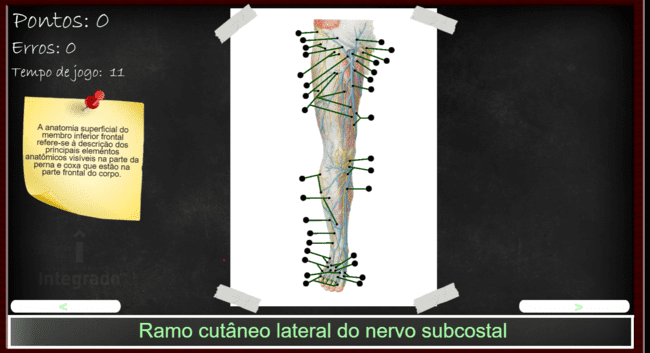 Pontos: 0
Erros: 0
Tempo de jogo: 11
A anatomia superficial do
membro inferior frontal
refere-se à descrição dos
principais elementos
anatômicos visíveis na parte da
perna e coxa que estão na
parte frontal do corpo.
Integrade
<
>
Ramo cutâneo lateral do nervo subcostal